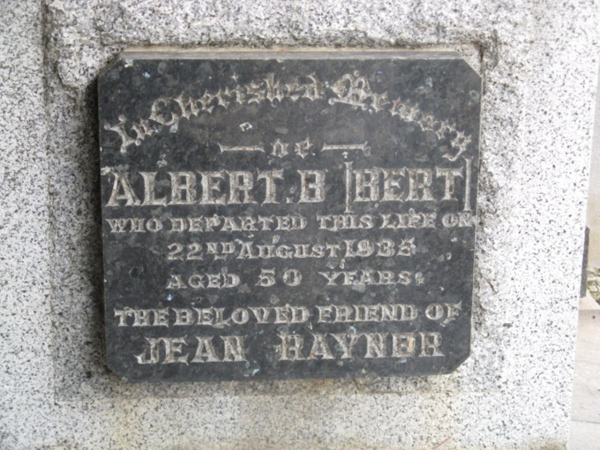 In Cherished Memory
OF
ALBERT. B [BERT]
WHO DEPARTED THIS LIFE ON
22ND AUGUST 1935
AGED 50 YEARS.
THE BELOVED FRIEND OF
JEAN RAYNOR